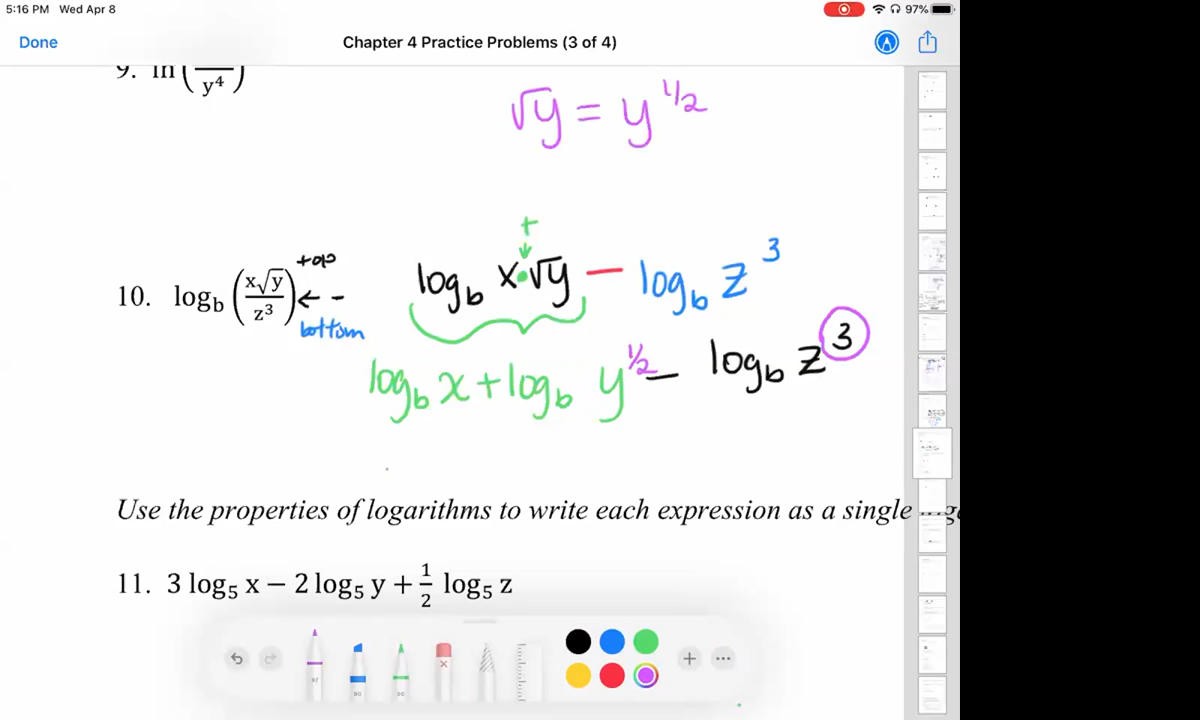 5:16 PM Wed Apr 8
97%
Done
Chapter 4 Practice Problems (3 of 4)
9. ln( / y⁴)
√y = y^1/2
+
10. log_b (x√y / z³)
top
← −
bottom
log_b x·√y − log_b z³
log_b x + log_b y^1/2 − log_b z³
Use the properties of logarithms to write each expression as a single
11. 3 log₅ x − 2 log₅ y + 1/2 log₅ z